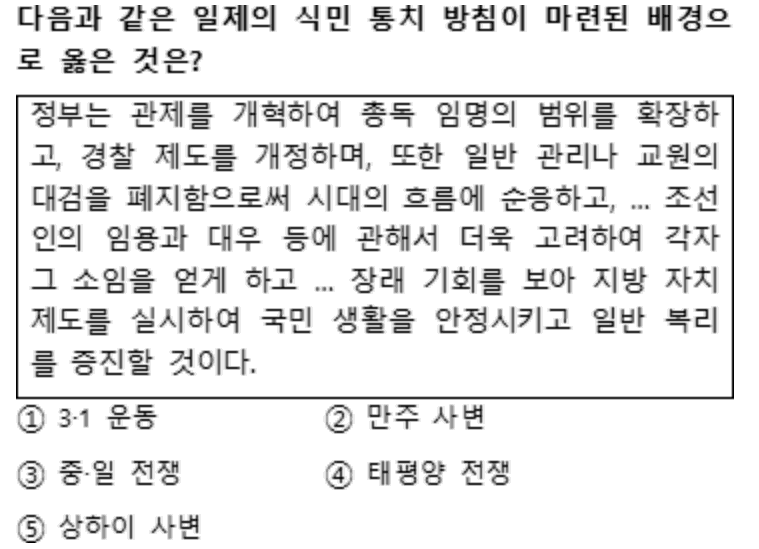 다음과 같은 일제의 식민 통치 방침이 마련된 배경으
로 옳은 것은?
정부는 관제를 개혁하여 총독 임명의 범위를 확장하
고, 경찰 제도를 개정하며, 또한 일반 관리나 교원의
대검을 폐지함으로써 시대의 흐름에 순응하고, ... 조선
인의 임용과 대우 등에 관해서 더욱 고려하여 각자
그 소임을 얻게 하고 ... 장래 기회를 보아 지방 자치
제도를 실시하여 국민 생활을 안정시키고 일반 복리
를 증진할 것이다.
① 3·1 운동 ② 만주 사변
③ 중·일 전쟁 ④ 태평양 전쟁
⑤ 상하이 사변